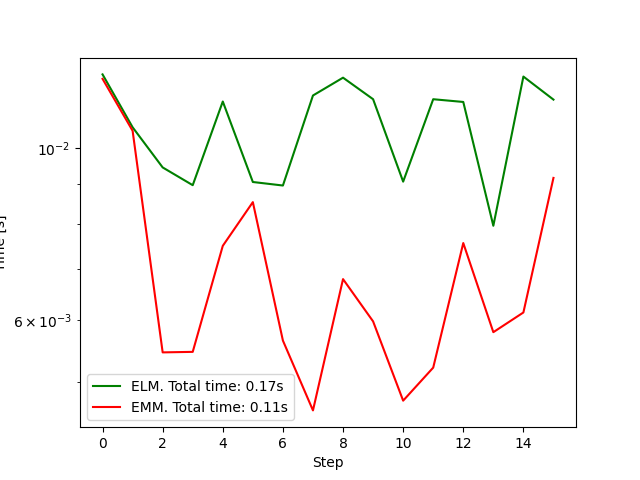 10⁻²
6 × 10⁻³
Time [s]
ELM. Total time: 0.17s
EMM. Total time: 0.11s
0 2 4 6 8 10 12 14
Step